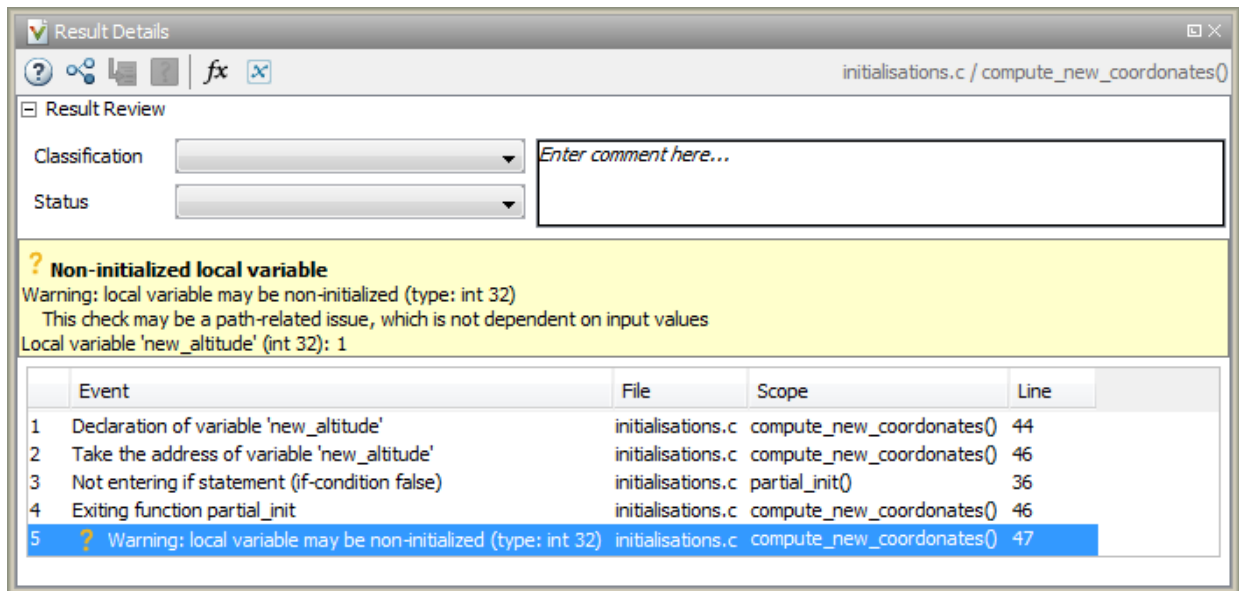 Result Details
fx x initialisations.c / compute_new_coordonates()
Result Review
Classification
Enter comment here...
Status
? Non-initialized local variable
Warning: local variable may be non-initialized (type: int 32)
This check may be a path-related issue, which is not dependent on input values
Local variable 'new_altitude' (int 32): 1
Event File Scope Line
1 Declaration of variable 'new_altitude' initialisations.c compute_new_coordonates() 44
2 Take the address of variable 'new_altitude' initialisations.c compute_new_coordonates() 46
3 Not entering if statement (if-condition false) initialisations.c partial_init() 36
4 Exiting function partial_init initialisations.c compute_new_coordonates() 46
5 ? Warning: local variable may be non-initialized (type: int 32) initialisations.c compute_new_coordonates() 47